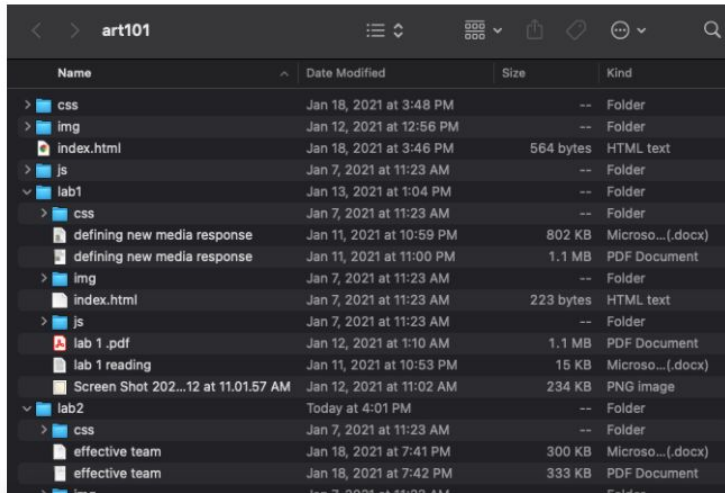 art101
Name Date Modified Size Kind
css Jan 18, 2021 at 3:48 PM -- Folder
img Jan 12, 2021 at 12:56 PM -- Folder
index.html Jan 18, 2021 at 3:46 PM 564 bytes HTML text
js Jan 7, 2021 at 11:23 AM -- Folder
lab1 Jan 13, 2021 at 1:04 PM -- Folder
css Jan 7, 2021 at 11:23 AM -- Folder
defining new media response Jan 11, 2021 at 10:59 PM 802 KB Microso...(.docx)
defining new media response Jan 11, 2021 at 11:00 PM 1.1 MB PDF Document
img Jan 7, 2021 at 11:23 AM -- Folder
index.html Jan 7, 2021 at 11:23 AM 223 bytes HTML text
js Jan 7, 2021 at 11:23 AM -- Folder
lab 1 .pdf Jan 12, 2021 at 1:10 AM 1.1 MB PDF Document
lab 1 reading Jan 11, 2021 at 10:53 PM 15 KB Microso...(.docx)
Screen Shot 202...12 at 11.01.57 AM Jan 12, 2021 at 11:02 AM 234 KB PNG image
lab2 Today at 4:01 PM -- Folder
css Jan 7, 2021 at 11:23 AM -- Folder
effective team Jan 18, 2021 at 7:41 PM 300 KB Microso...(.docx)
effective team Jan 18, 2021 at 7:42 PM 333 KB PDF Document